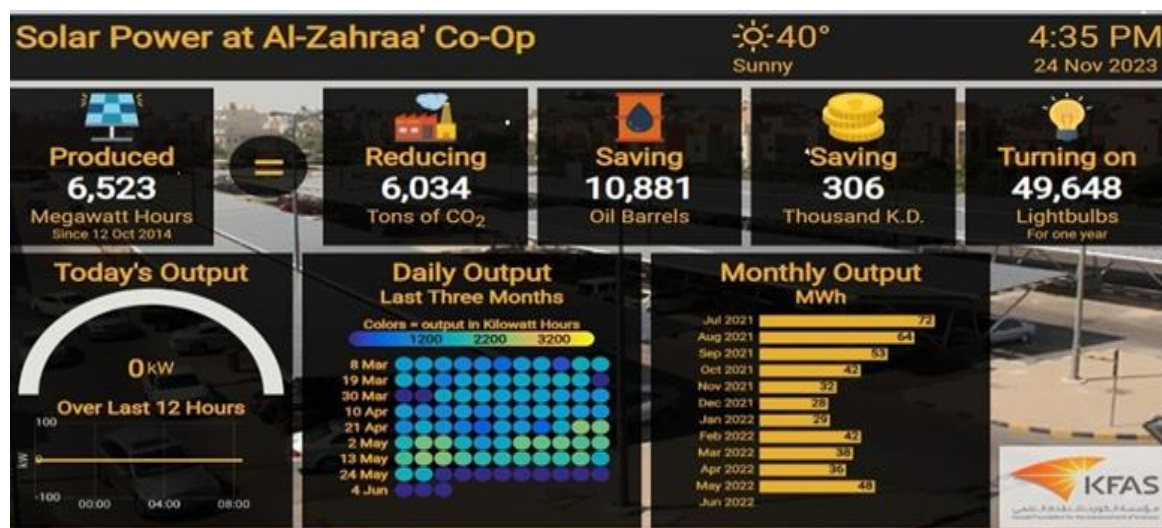 Solar Power at Al-Zahraa' Co-Op
40°
Sunny
4:35 PM
24 Nov 2023
Produced
6,523
Megawatt Hours
Since 12 Oct 2014
=
Reducing
6,034
Tons of CO₂
Saving
10,881
Oil Barrels
Saving
306
Thousand K.D.
Turning on
49,648
Lightbulbs
For one year
Today's Output
0 kW
Over Last 12 Hours
100
kW
0
-100
00:00 04:00 08:00
Daily Output
Last Three Months
Colors = output in Kilowatt Hours
1200 2200 3200
8 Mar
19 Mar
30 Mar
10 Apr
21 Apr
2 May
13 May
24 May
4 Jun
Monthly Output
MWh
Jul 2021 72
Aug 2021 64
Sep 2021 53
Oct 2021 42
Nov 2021 32
Dec 2021 28
Jan 2022 29
Feb 2022 42
Mar 2022 38
Apr 2022 36
May 2022 48
Jun 2022
KFAS